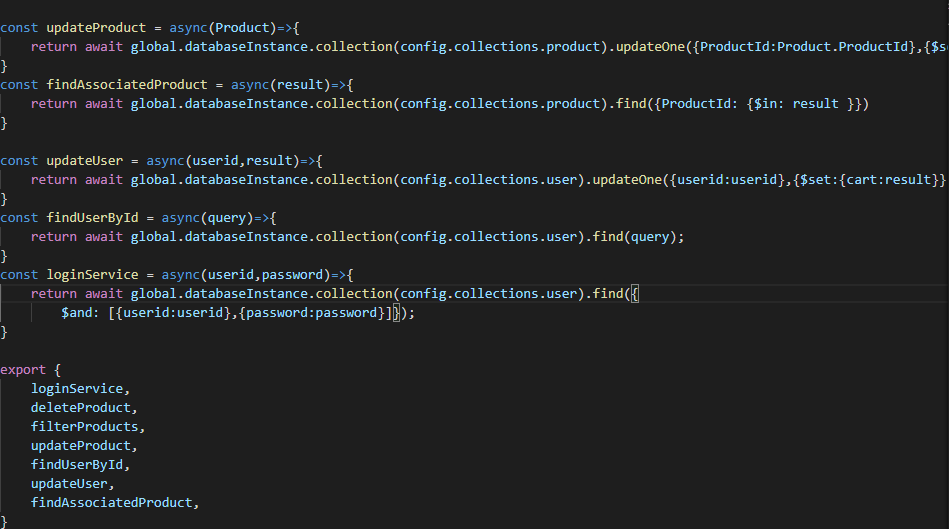 const updateProduct = async(Product)=>{
    return await global.databaseInstance.collection(config.collections.product).updateOne({ProductId:Product.ProductId},{$s
}
const findAssociatedProduct = async(result)=>{
    return await global.databaseInstance.collection(config.collections.product).find({ProductId: {$in: result }})
}
const updateUser = async(userid,result)=>{
    return await global.databaseInstance.collection(config.collections.user).updateOne({userid:userid},{$set:{cart:result}}
}
const findUserById = async(query)=>{
    return await global.databaseInstance.collection(config.collections.user).find(query);
}
const loginService = async(userid,password)=>{
    return await global.databaseInstance.collection(config.collections.user).find({
        $and: [{userid:userid},{password:password}]});
}
export {
    loginService,
    deleteProduct,
    filterProducts,
    updateProduct,
    findUserById,
    updateUser,
    findAssociatedProduct,
}